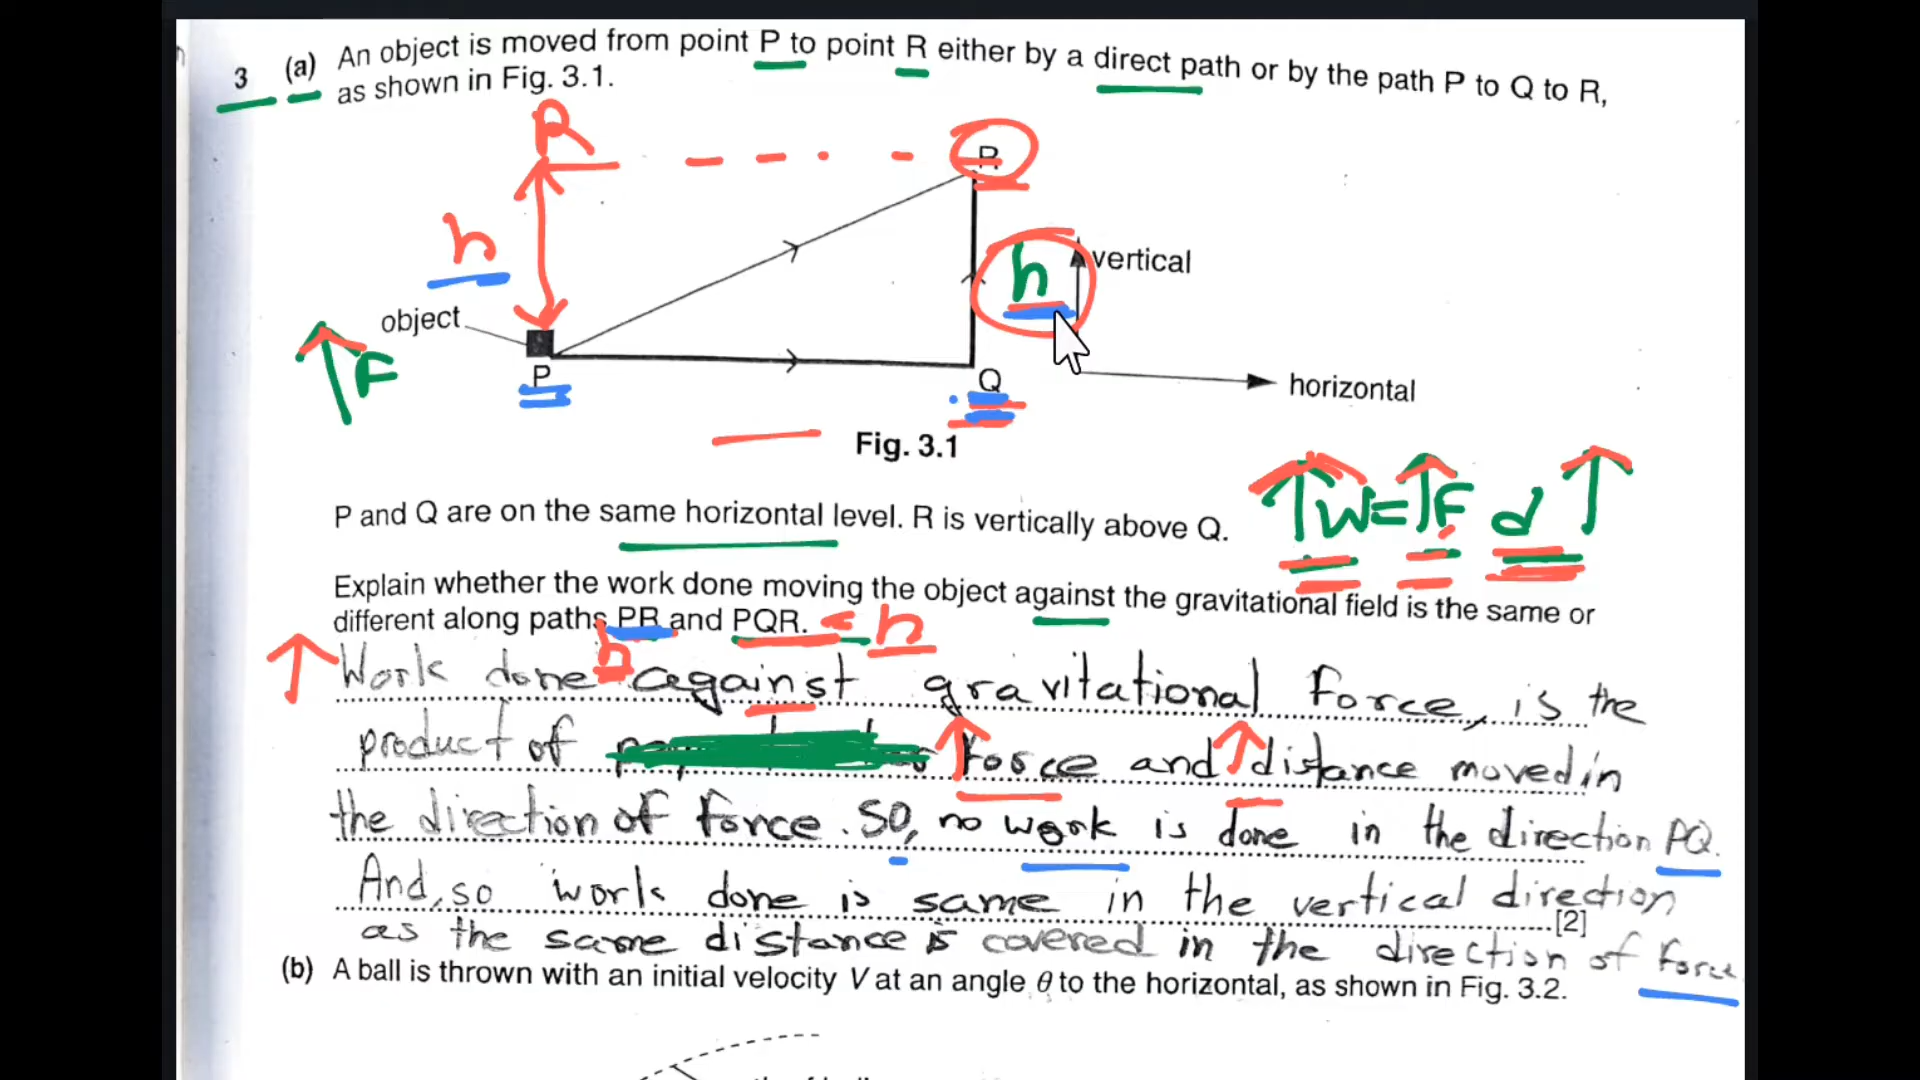 3 (a) An object is moved from point P to point R either by a direct path or by the path P to Q to R,
as shown in Fig. 3.1.
R
R
h
h
vertical
object
F
P
Q
horizontal
Fig. 3.1
W = F d
P and Q are on the same horizontal level. R is vertically above Q.
Explain whether the work done moving the object against the gravitational field is the same or
different along paths PR and PQR. = h
h
Work done against gravitational force, is the
product of force and distance moved in
the direction of force. So, no work is done in the direction PQ.
And, so work done is same in the vertical direction
[2]
as the same distance is covered in the direction of force
(b) A ball is thrown with an initial velocity V at an angle θ to the horizontal, as shown in Fig. 3.2.